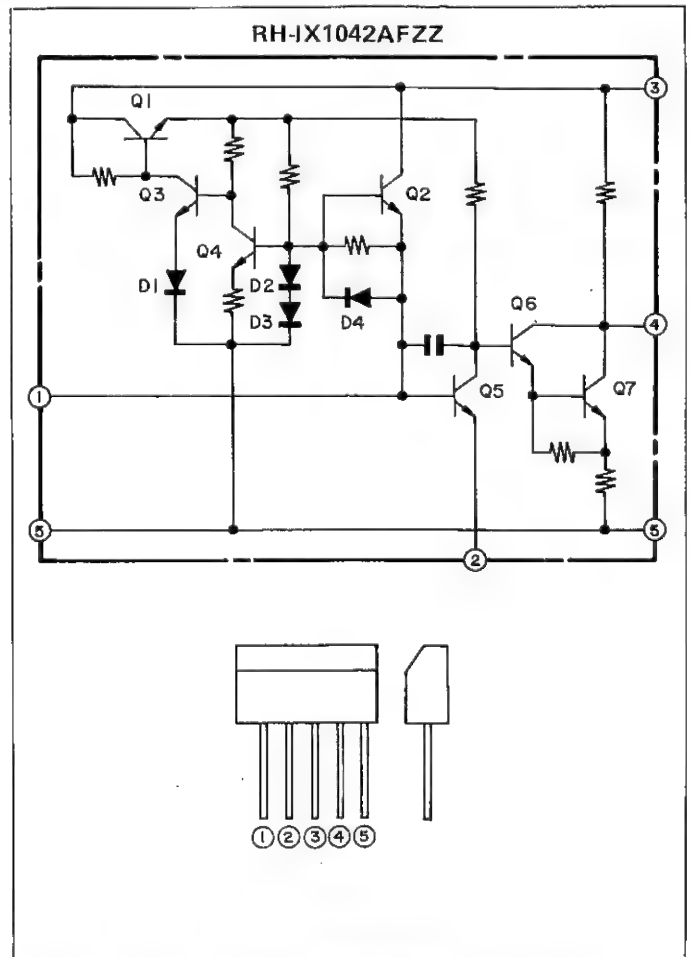 RH-IX1042AFZZ
Q1
③
Q3
Q2
Q4
D1
D2
D3
D4
Q6
④
①
Q5
Q7
⑤
⑤
②
① ② ③ ④ ⑤